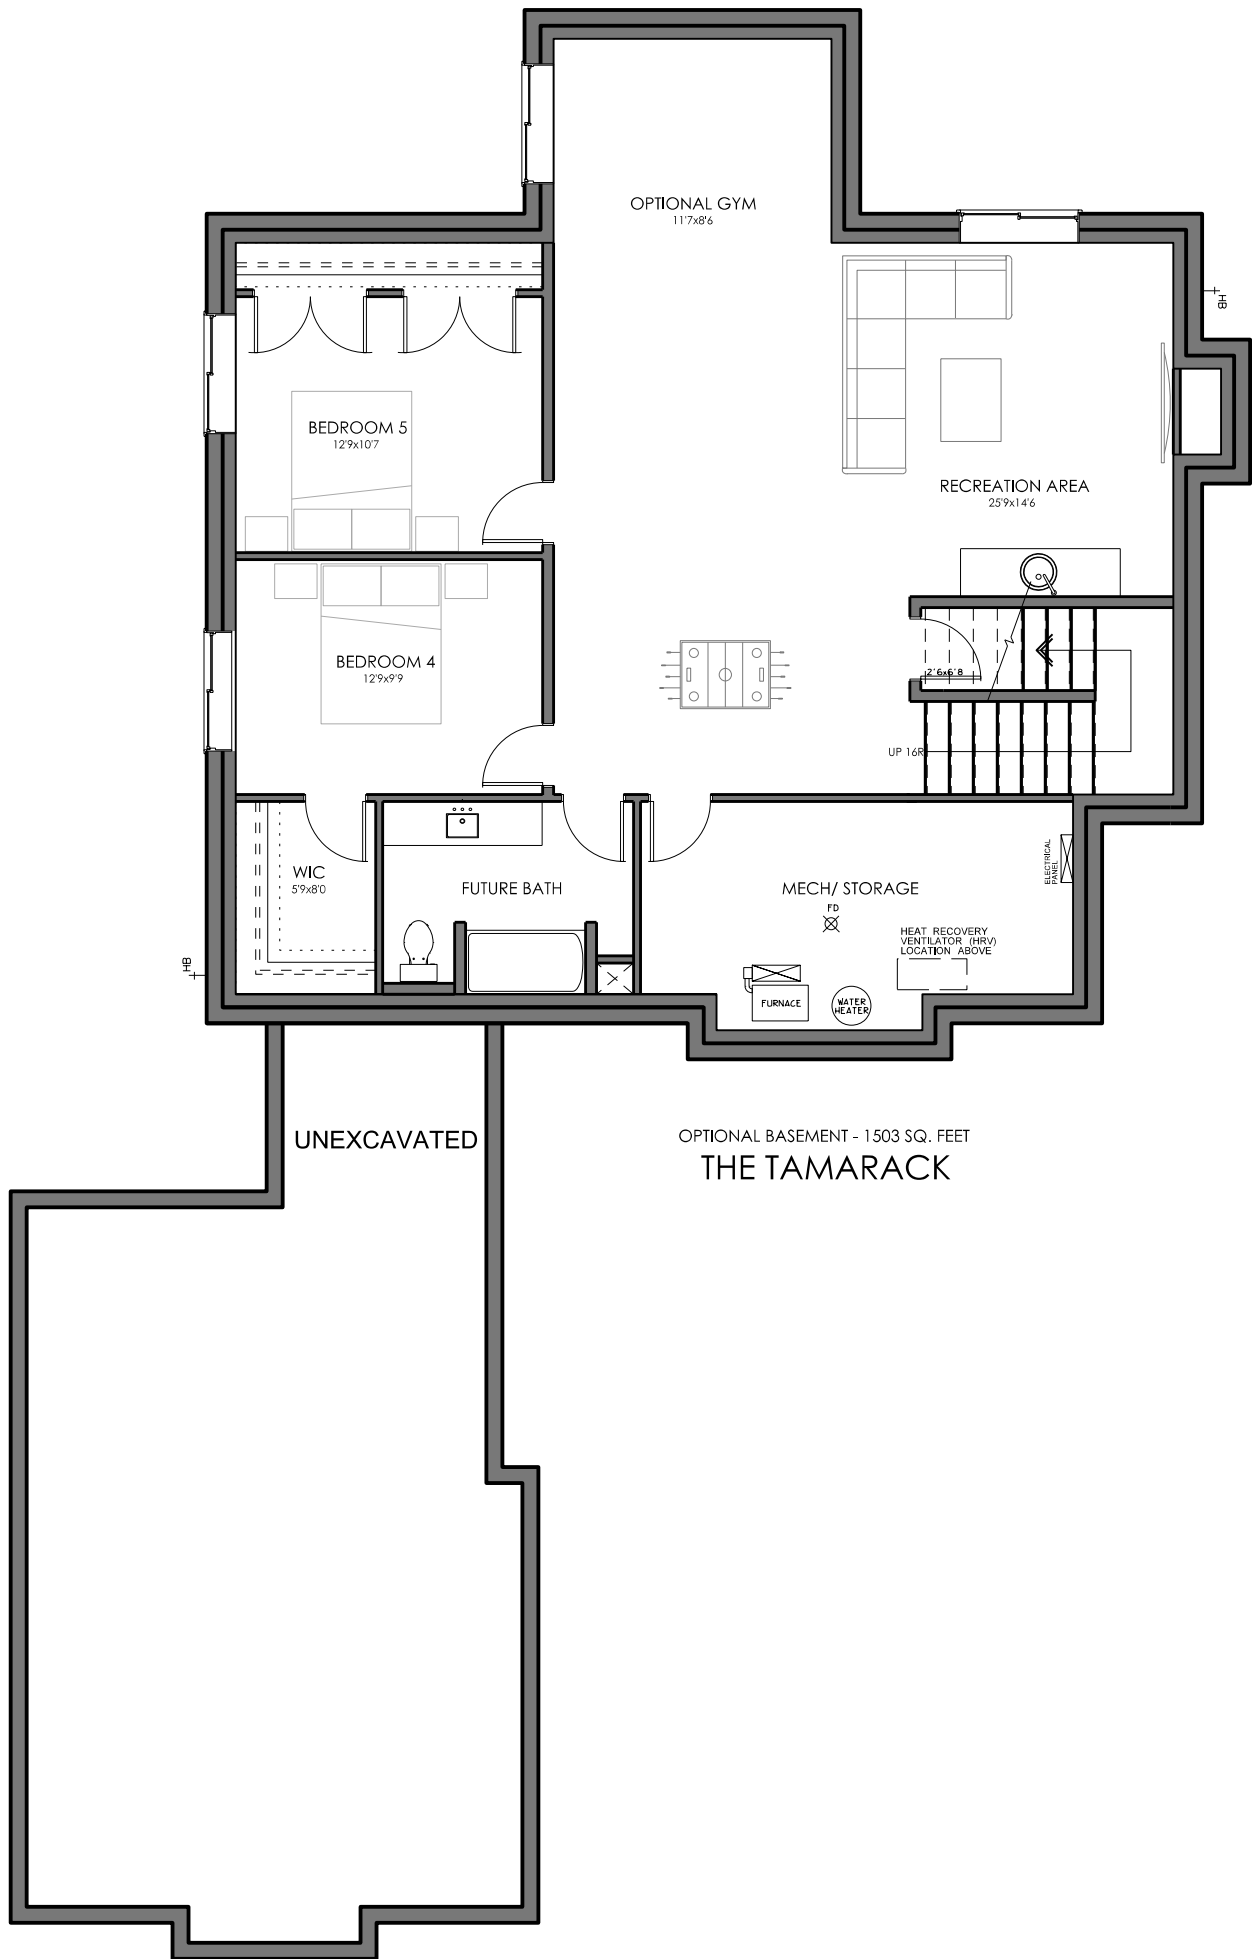 OPTIONAL GYM
11'7x8'6
HB
BEDROOM 5
12'9x10'7
RECREATION AREA
25'9x14'6
BEDROOM 4
12'9x9'9
2'6x6'8
UP 16R
WIC
5'9x8'0
FUTURE BATH
MECH/ STORAGE
FD
ELECTRICAL
PANEL
HEAT RECOVERY
VENTILATOR (HRV)
LOCATION ABOVE
HB
FURNACE
WATER
HEATER
UNEXCAVATED
OPTIONAL BASEMENT - 1503 SQ. FEET
THE TAMARACK